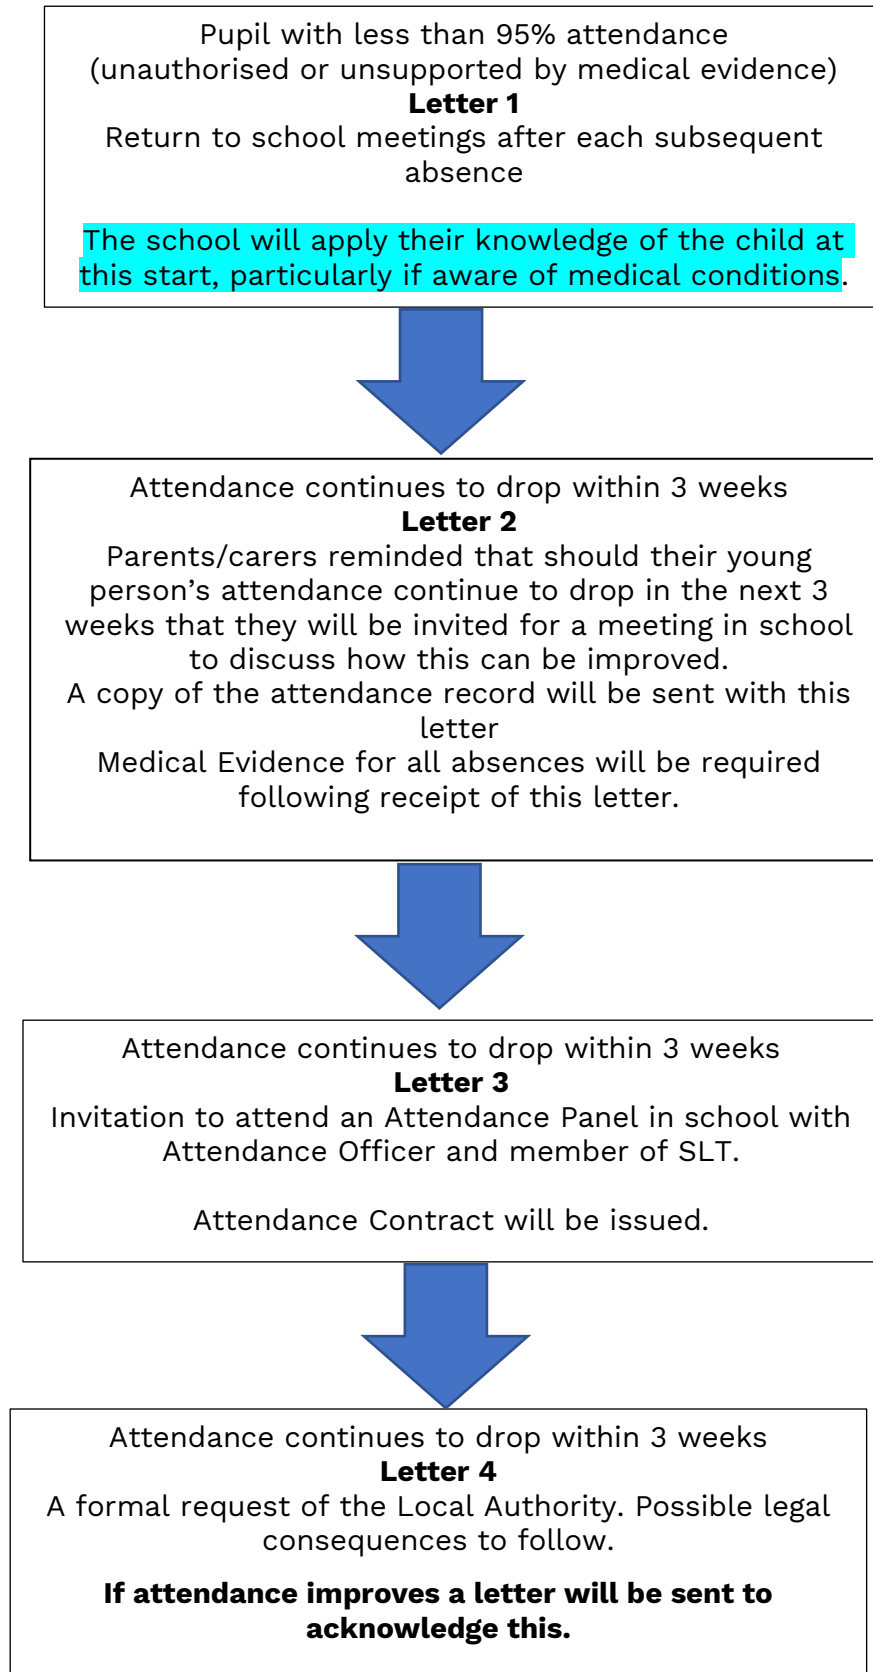 Pupil with less than 95% attendance
(unauthorised or unsupported by medical evidence)
Letter 1
Return to school meetings after each subsequent
absence
The school will apply their knowledge of the child at
this start, particularly if aware of medical conditions.
Attendance continues to drop within 3 weeks
Letter 2
Parents/carers reminded that should their young
person’s attendance continue to drop in the next 3
weeks that they will be invited for a meeting in school
to discuss how this can be improved.
A copy of the attendance record will be sent with this
letter
Medical Evidence for all absences will be required
following receipt of this letter.
Attendance continues to drop within 3 weeks
Letter 3
Invitation to attend an Attendance Panel in school with
Attendance Officer and member of SLT.
Attendance Contract will be issued.
Attendance continues to drop within 3 weeks
Letter 4
A formal request of the Local Authority. Possible legal
consequences to follow.
If attendance improves a letter will be sent to
acknowledge this.